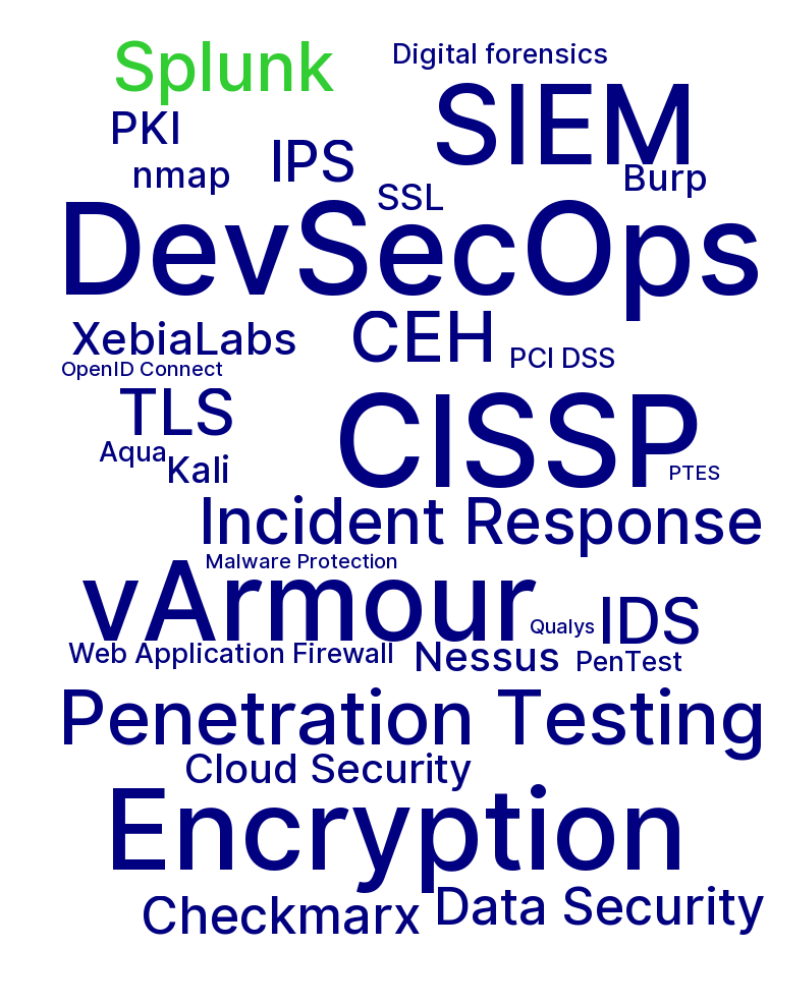 Splunk
Digital forensics
SIEM
PKI
IPS
nmap
Burp
SSL
DevSecOps
XebiaLabs
CEH
PCI DSS
OpenID Connect
TLS
CISSP
Aqua
Kali
PTES
Incident Response
Malware Protection
vArmour
Qualys
IDS
Web Application Firewall
Nessus
PenTest
Penetration Testing
Cloud Security
Encryption
Checkmarx
Data Security